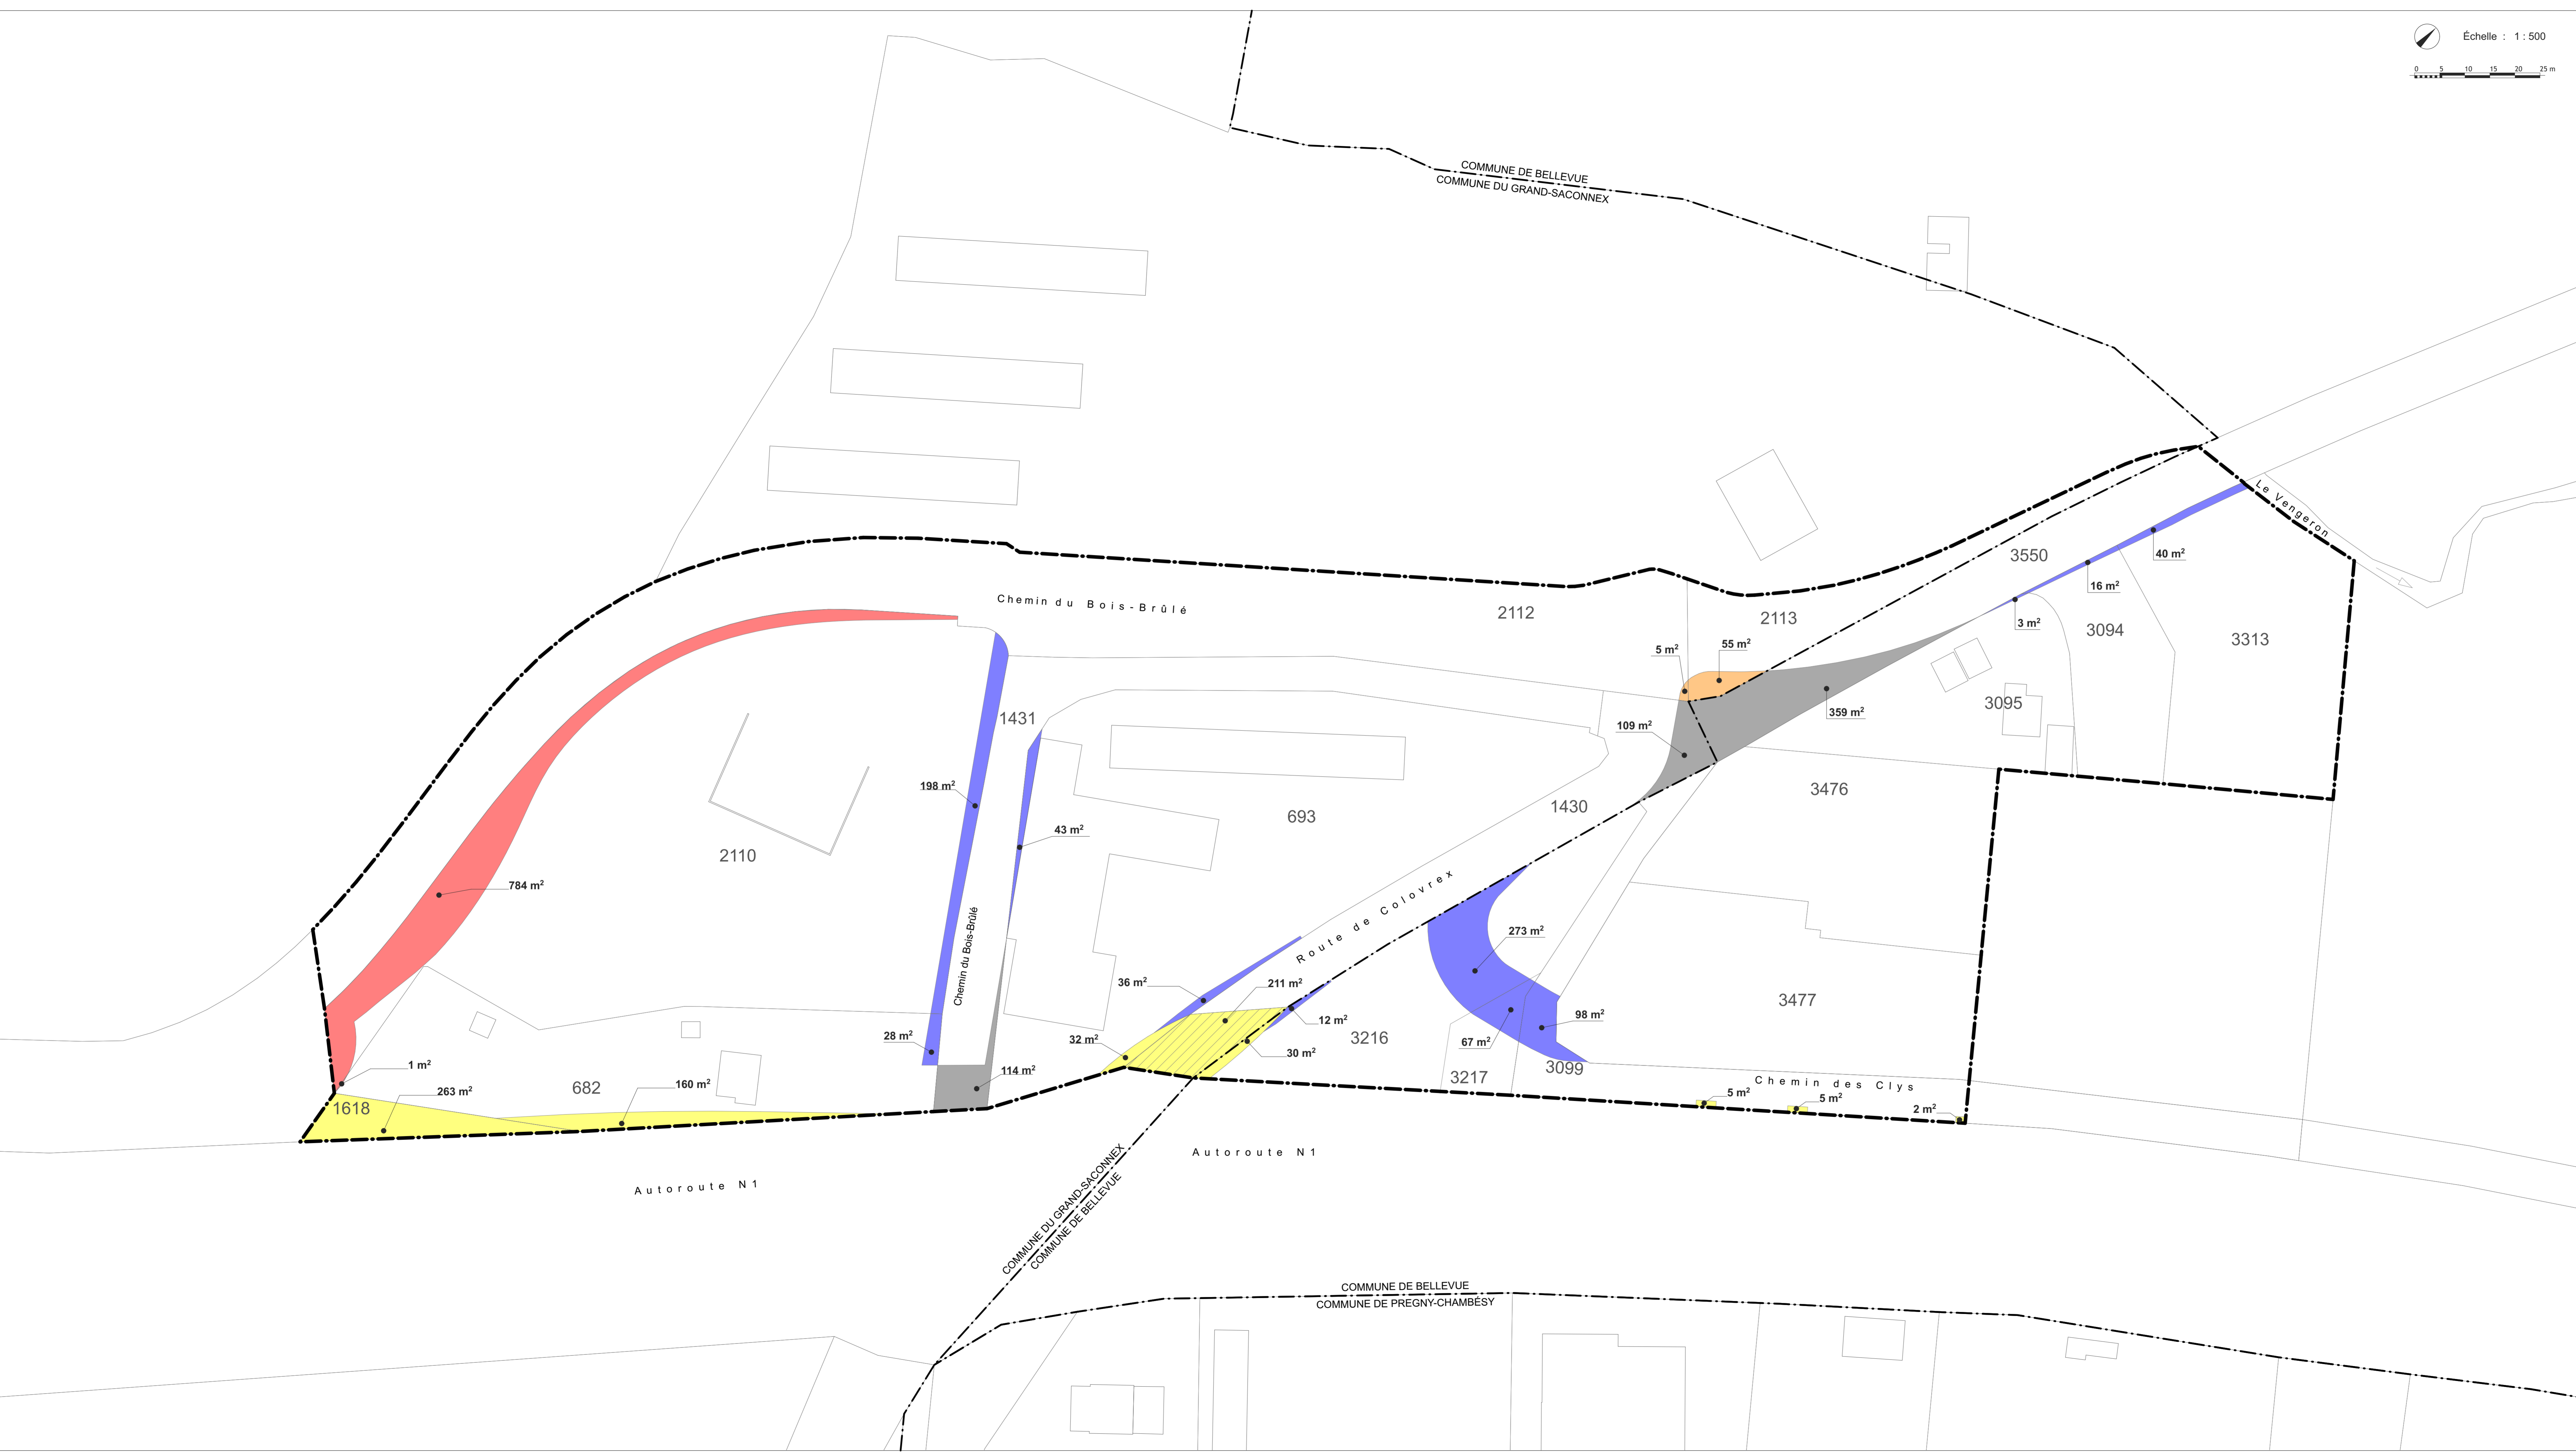 Échelle : 1 : 500
0 5 10 15 20 25 m
COMMUNE DE BELLEVUE
COMMUNE DU GRAND-SACONNEX
Le Vengeron
3550
40 m²
16 m²
3 m²
3094
3313
Chemin du Bois-Brûlé
2112
2113
5 m²
55 m²
3095
1431
109 m²
359 m²
198 m²
3476
1430
693
43 m²
2110
784 m²
Route de Colovrex
Chemin du Bois-Brûlé
273 m²
36 m²
211 m²
3477
98 m²
12 m²
28 m²
32 m²
3216
67 m²
30 m²
1 m²
114 m²
3099
3217
263 m²
682
160 m²
Chemin des Clys
5 m²
5 m²
2 m²
1618
Autoroute N1
Autoroute N1
COMMUNE DU GRAND-SACONNEX
COMMUNE DE BELLEVUE
COMMUNE DE BELLEVUE
COMMUNE DE PREGNY-CHAMBÉSY